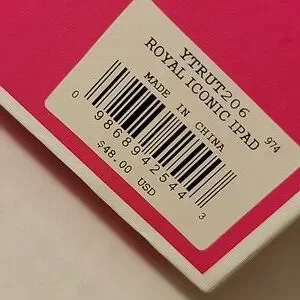 YTRUT206
ROYAL ICONIC IPAD
974
MADE IN CHINA
0 98689 42544 3
$48.00 USD